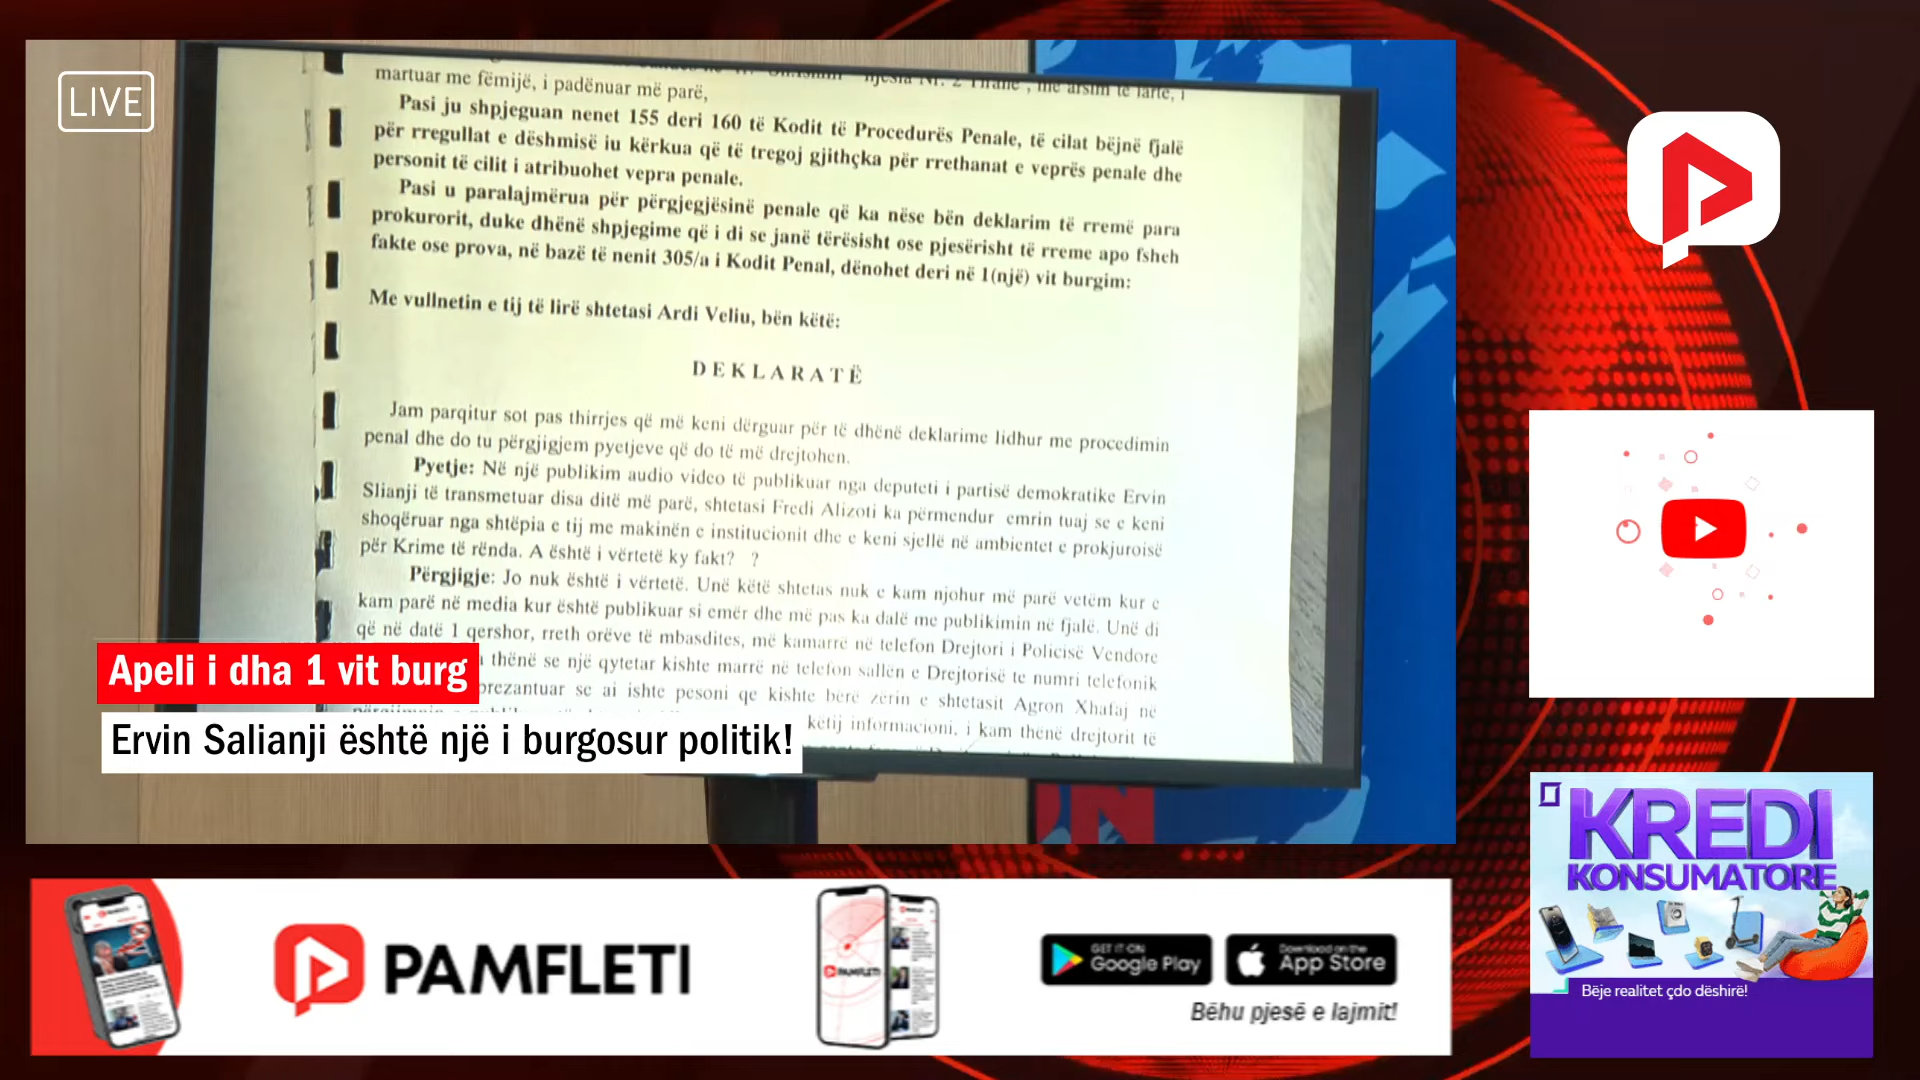 LIVE
martuar me fëmijë, i padënuar më parë,
Nr. 2 Tiranë , me arsim të lartë, i
Pasi ju shpjeguan nenet 155 deri 160 të Kodit të Procedurës Penale, të cilat bëjnë fjalë
për rregullat e dëshmisë iu kërkua që të tregoj gjithçka për rrethanat e veprës penale dhe
personit të cilit i atribuohet vepra penale.
Pasi u paralajmërua për përgjegjësinë penale që ka nëse bën deklarim të rremë para
prokurorit, duke dhënë shpjegime që i di se janë tërësisht ose pjesërisht të rreme apo fsheh
fakte ose prova, në bazë të nenit 305/a i Kodit Penal, dënohet deri në 1(një) vit burgim:
Me vullnetin e tij të lirë shtetasi Ardi Veliu, bën këtë:
DEKLARATË
Jam parqitur sot pas thirrjes që më keni dërguar për të dhënë deklarime lidhur me procedimin
penal dhe do tu përgjigjem pyetjeve që do të më drejtohen.
Pyetje: Në një publikim audio video të publikuar nga deputeti i partisë demokratike Ervin
Slianji të transmetuar disa ditë më parë, shtetasi Fredi Alizoti ka përmendur emrin tuaj se e keni
shoqëruar nga shtëpia e tij me makinën e institucionit dhe e keni sjellë në ambientet e prokjuroisë
për Krime të rënda. A është i vërtetë ky fakt? ?
Përgjigje: Jo nuk është i vërtetë. Unë këtë shtetas nuk e kam njohur më parë vetëm kur e
kam parë në media kur është publikuar si emër dhe më pas ka dalë me publikimin në fjalë. Unë di
që në datë 1 qershor, rreth orëve të mbasdites, më kamarrë në telefon Drejtori i Policisë Vendore
thënë se një qytetar kishte marrë në telefon sallën e Drejtorisë te numri telefonik
prezantuar se ai ishte pesoni qe kishte bërë zërin e shtetasit Agron Xhafaj në
këtij informacioni, i kam thënë drejtorit të
Apeli i dha 1 vit burg
Ervin Salianji është një i burgosur politik!
PAMFLETI
PAMFLETI
GET IT ON
Google Play
Download on the
App Store
Bëhu pjesë e lajmit!
KREDI
KONSUMATORE
Bëje realitet çdo dëshirë!